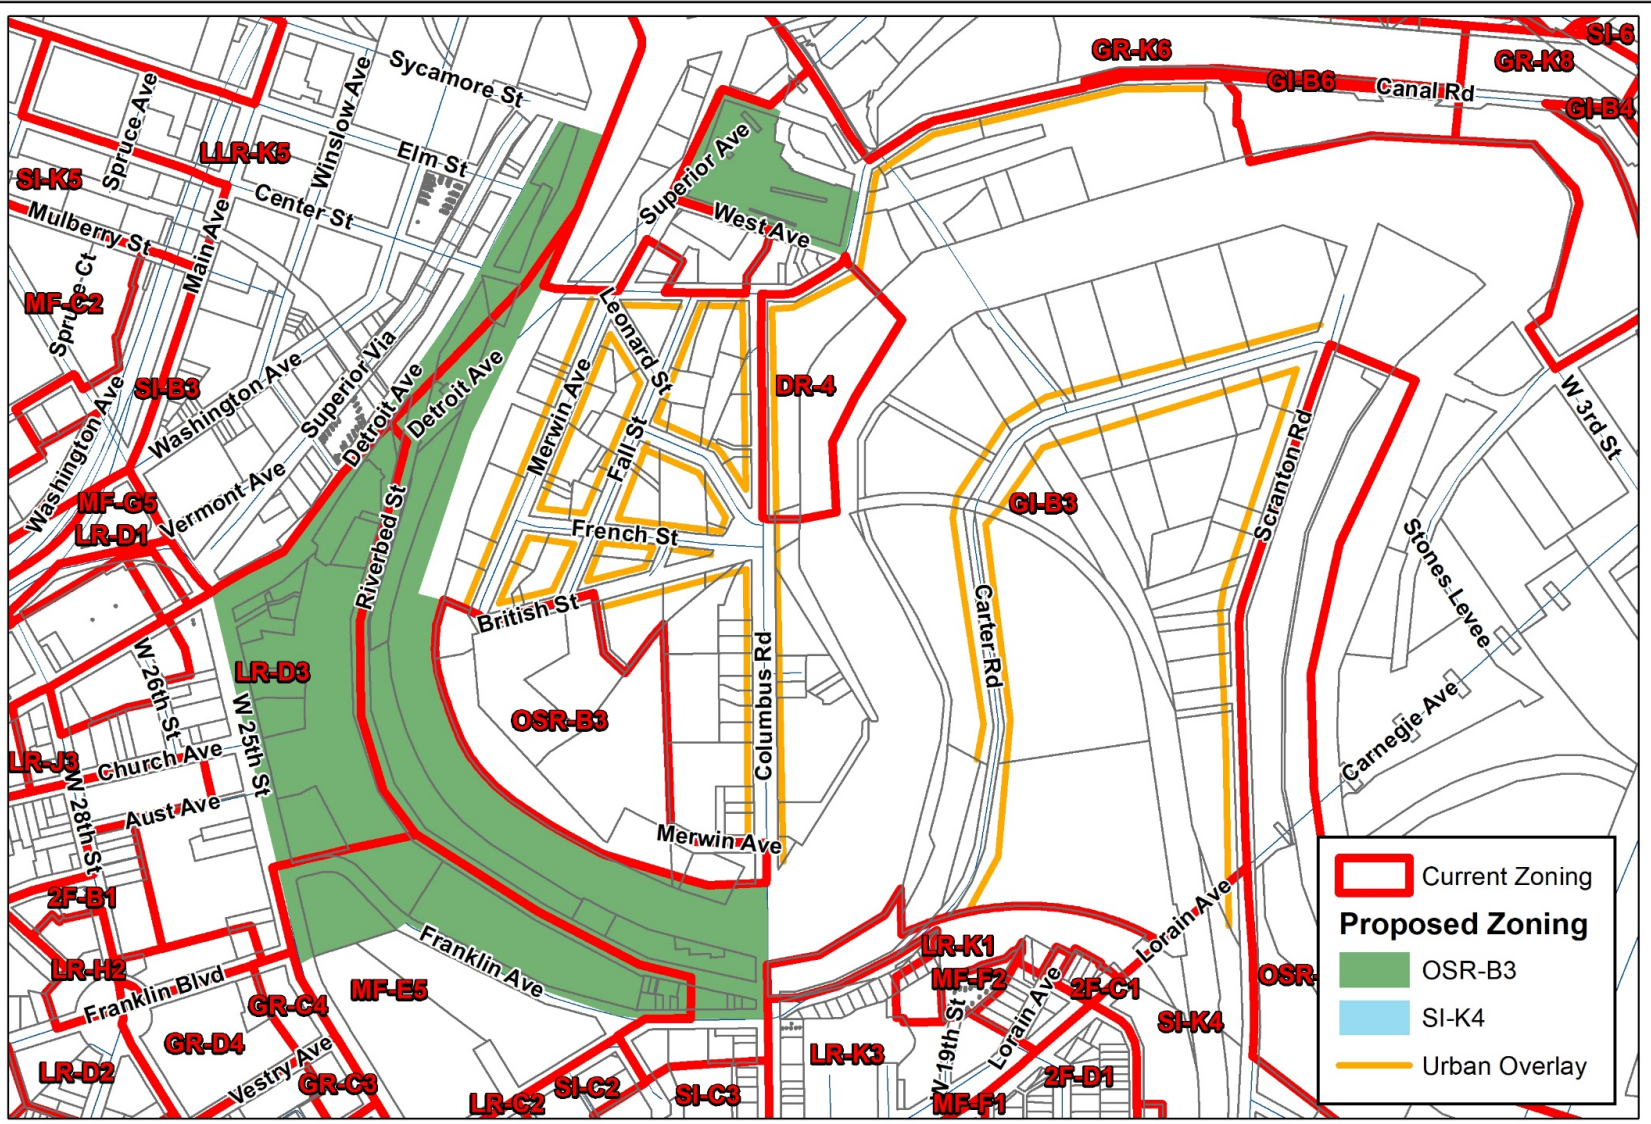 GR-K6
SI-6
GR-K8
Sycamore St
Winslow Ave
Spruce Ave
GI-B6
Canal Rd
GI-B4
LLR-K5
Elm St
SI-K5
Superior Ave
Center St
Mulberry St
West Ave
Main Ave
Spruce Ct
MF-C2
Leonard St
Superior Via
SI-B3
Washington Ave
Detroit Ave
Detroit Ave
Merwin Ave
DR-4
W 3rd St
Washington Ave
Fall St
Scranton Rd
MF-G5
Vermont Ave
GI-B3
LR-D1
French St
Riverbed St
Stones Levee
British St
Carter Rd
W 26th St
LR-D3
Columbus Rd
OSR-B3
W 25th St
Carnegie Ave
LR-J3
Church Ave
W 28th St
Aust Ave
Merwin Ave
2F-B1
Lorain Ave
Franklin Ave
LR-K1
LR-H2
MF-F2
OSR-
Franklin Blvd
MF-E5
2F-C1
GR-C4
SI-K4
GR-D4
Lorain Ave
LR-K3
W 19th St
LR-D2
Vestry Ave
GR-C3
SI-C2
SI-C3
2F-D1
LR-C2
MF-F1
Current Zoning
Proposed Zoning
OSR-B3
SI-K4
Urban Overlay